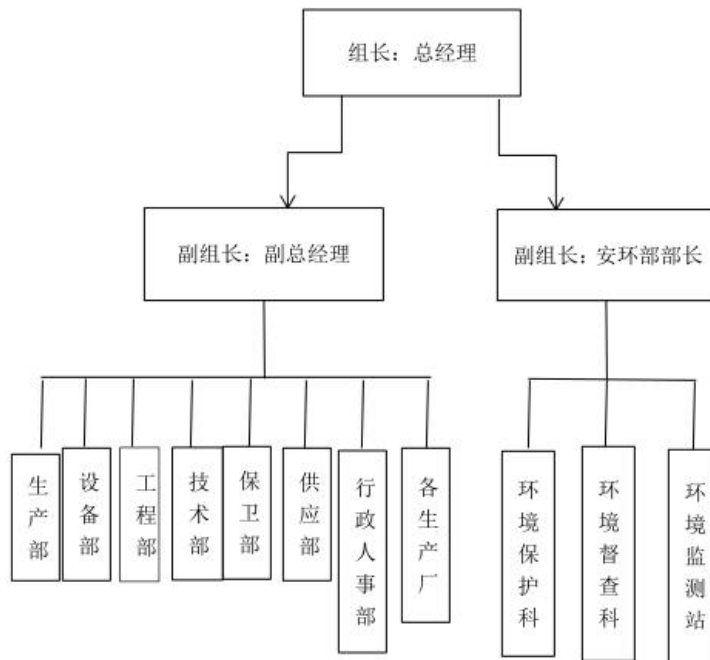 组长：总经理
副组长：副总经理
副组长：安环部部长
生产部
设备部
工程部
技术部
保卫部
供应部
行政人事部
各生产厂
环境保护科
环境督查科
环境监测站